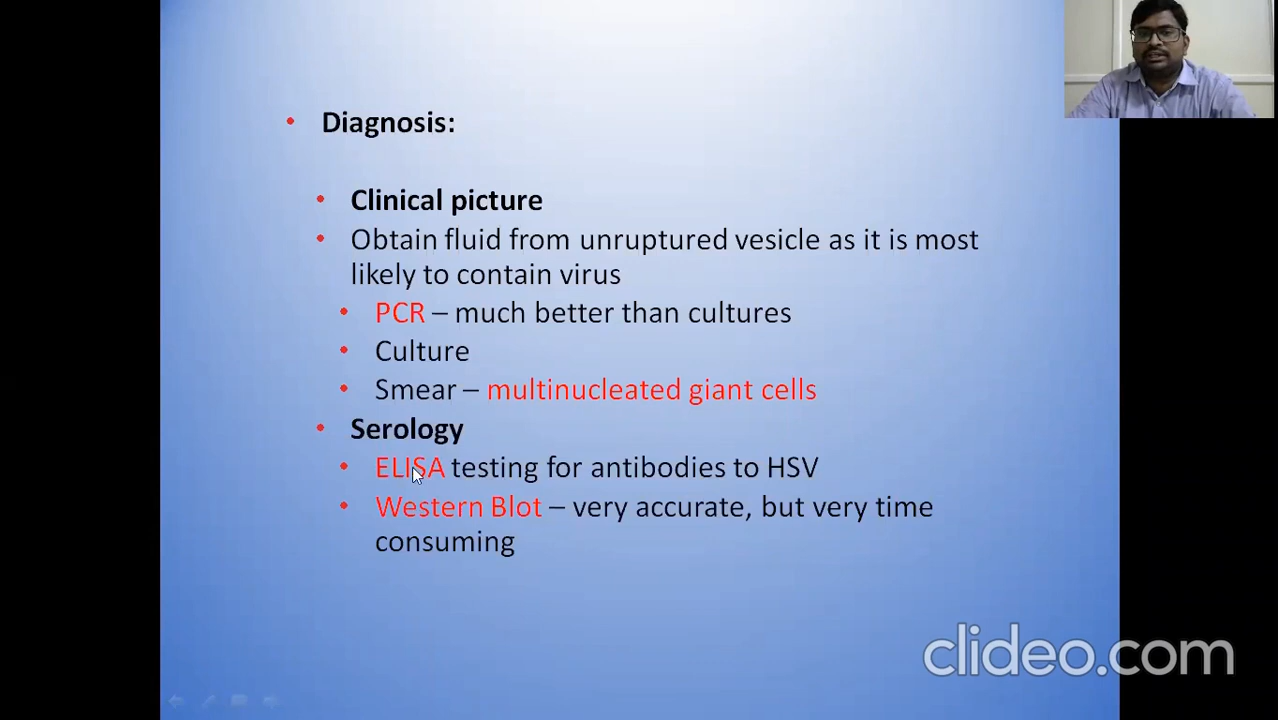 Diagnosis:
Clinical picture
Obtain fluid from unruptured vesicle as it is most
likely to contain virus
PCR – much better than cultures
Culture
Smear – multinucleated giant cells
Serology
ELISA testing for antibodies to HSV
Western Blot – very accurate, but very time
consuming
clideo.com